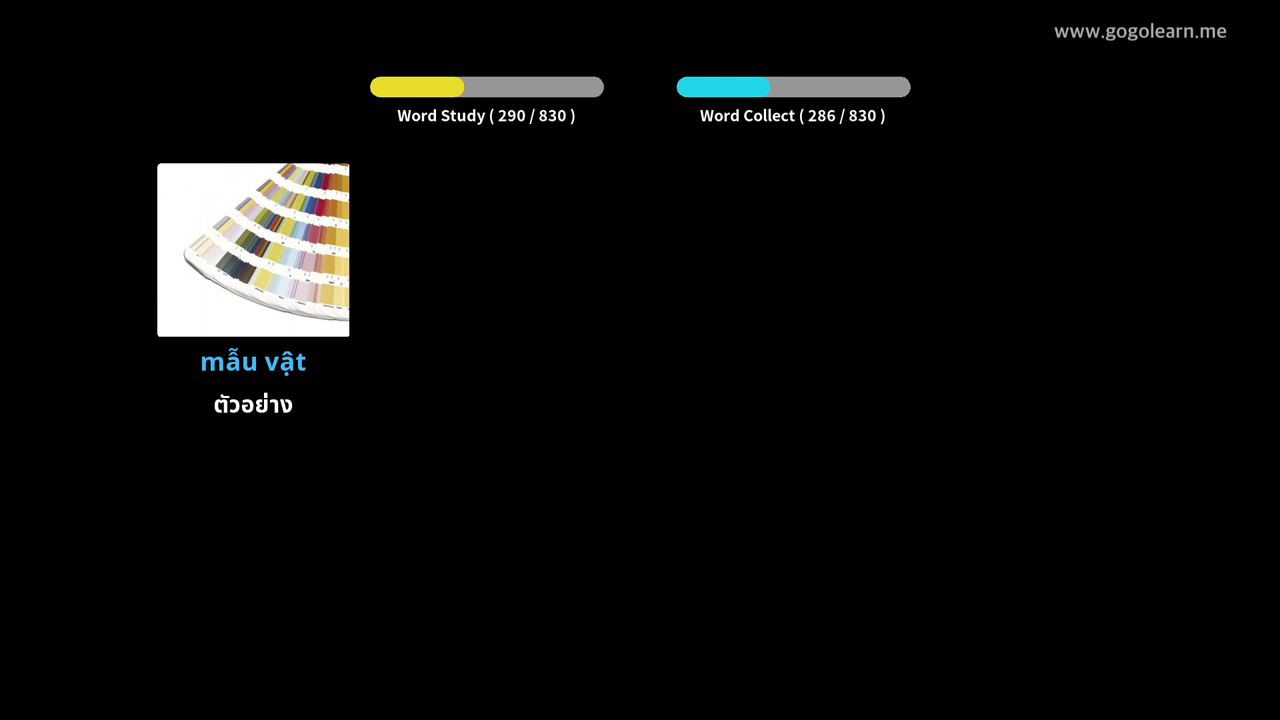 www.gogolearn.me
Word Study ( 290 / 830 )
Word Collect ( 286 / 830 )
mẫu vật
ตัวอย่าง